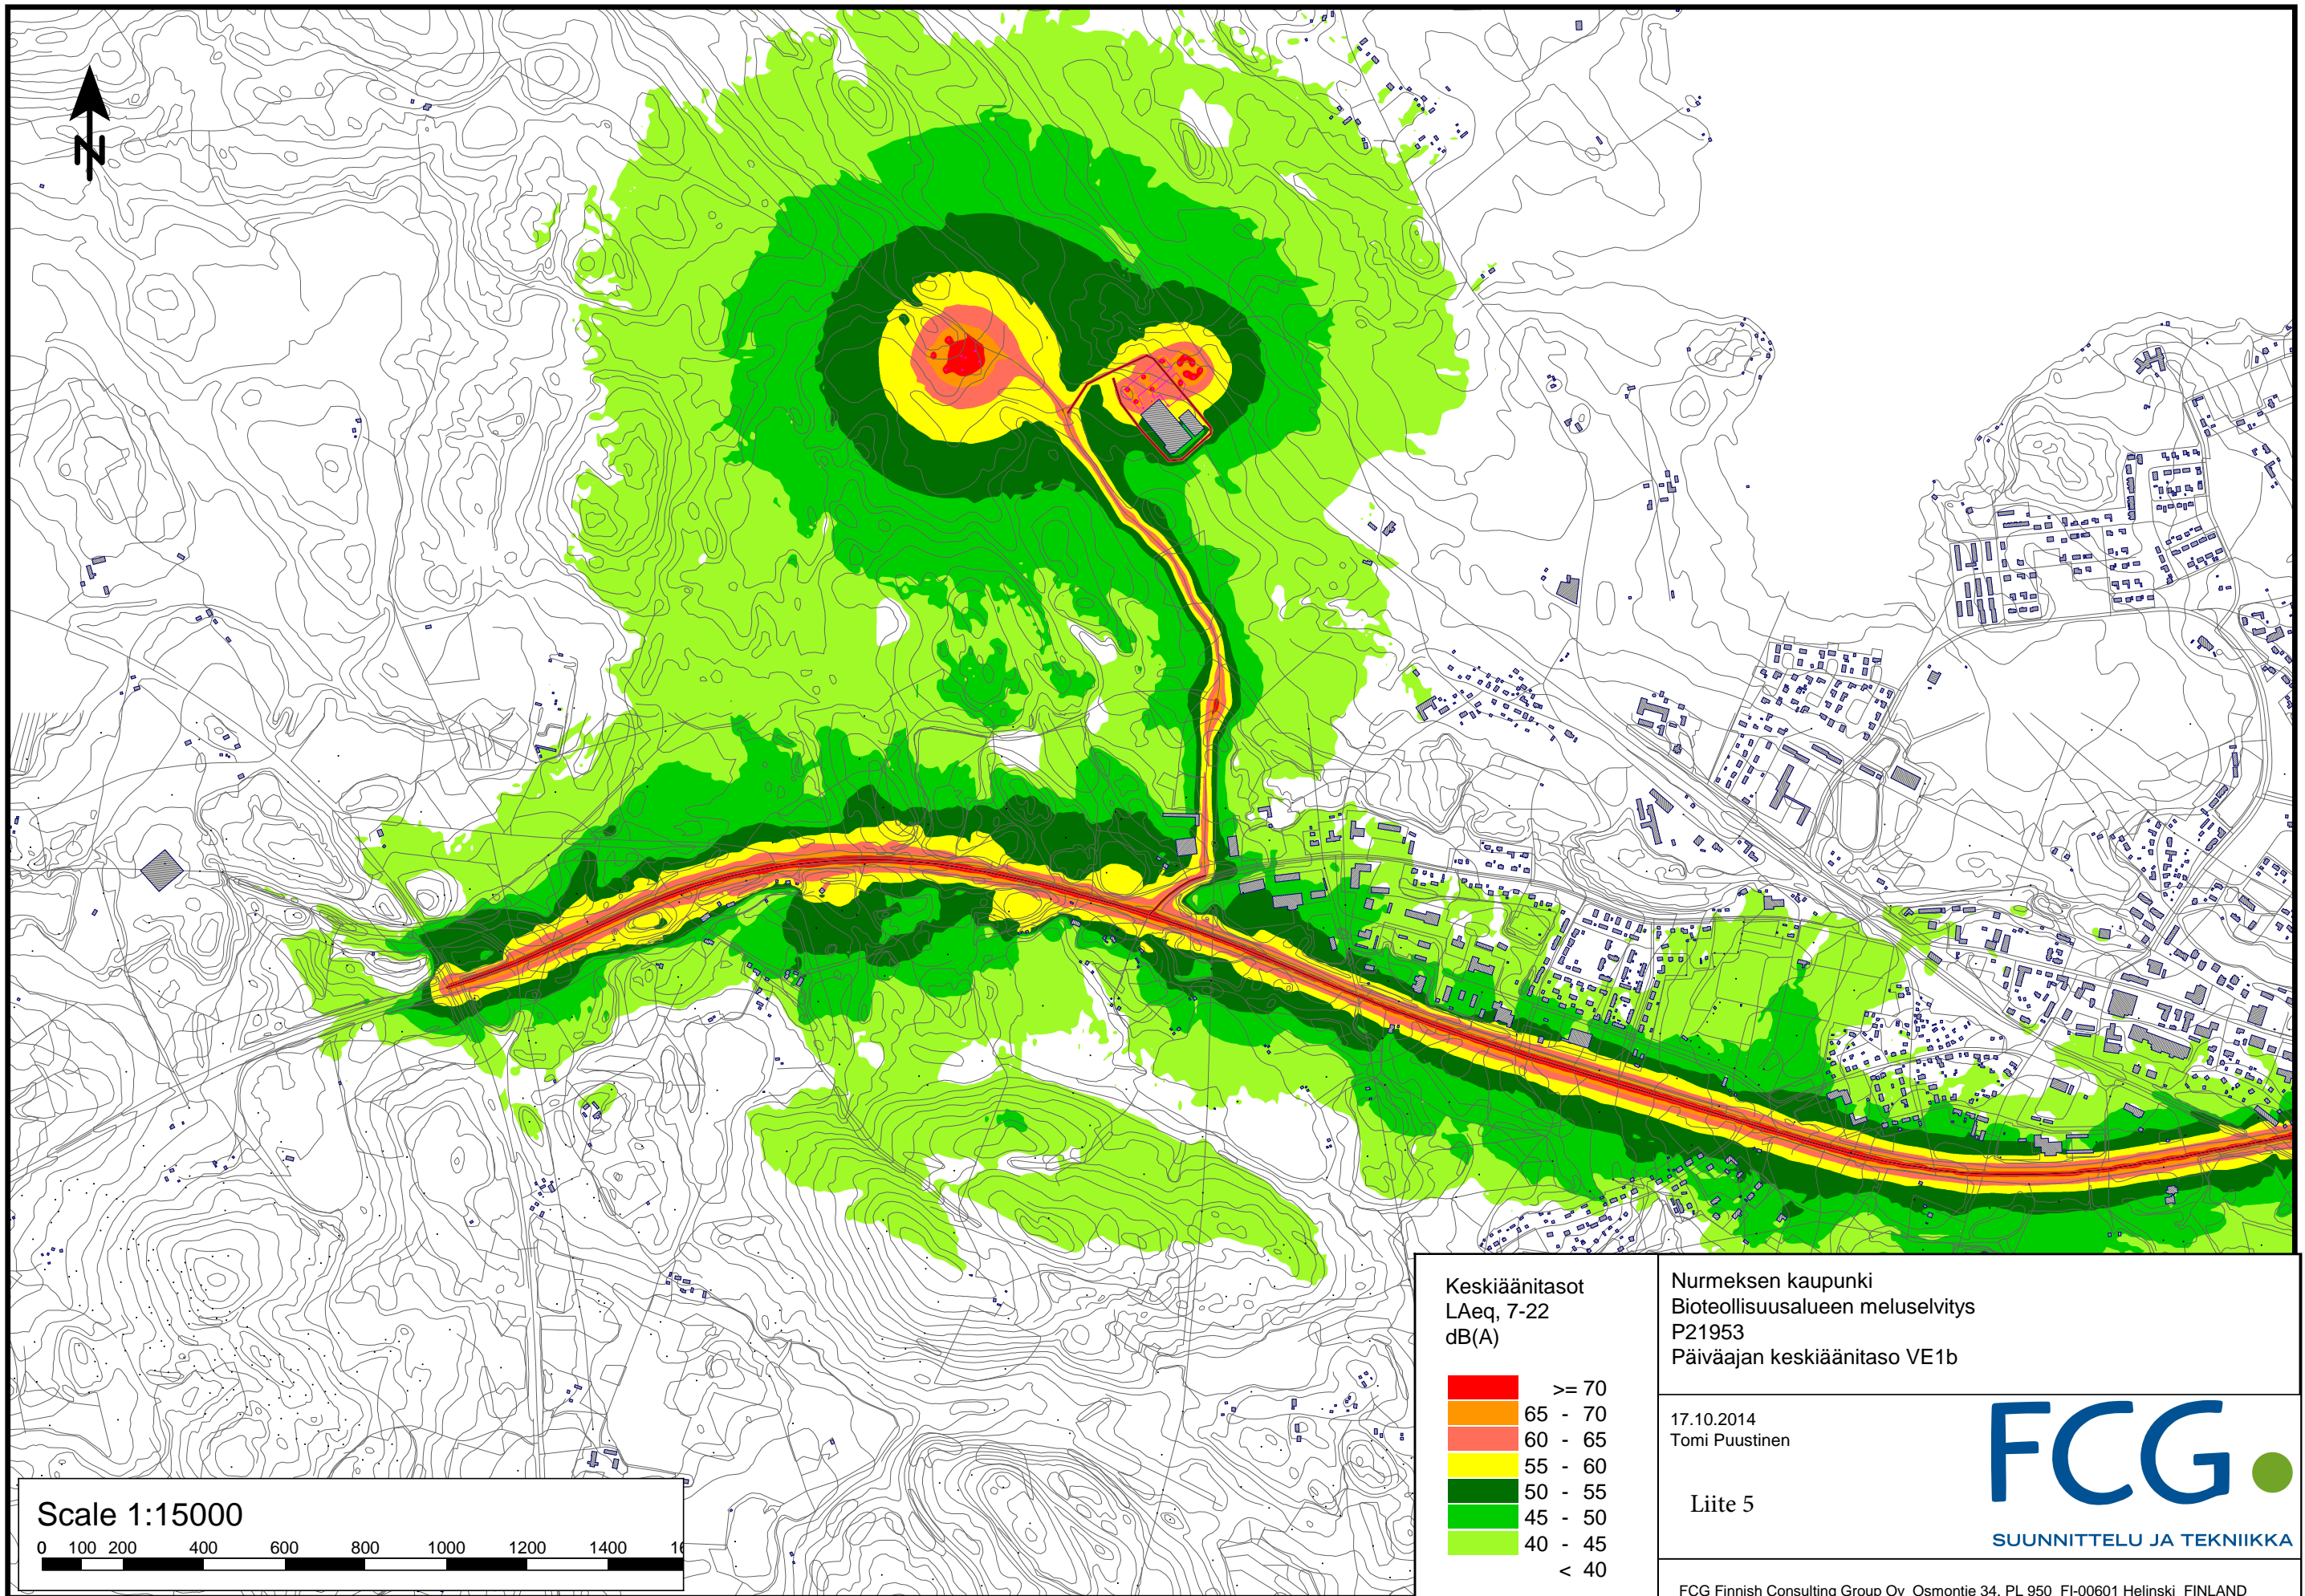 N
Scale 1:15000
0 100 200 400 600 800 1000 1200 1400 16
Keskiäänitasot
LAeq, 7-22
dB(A)
>= 70
65 - 70
60 - 65
55 - 60
50 - 55
45 - 50
40 - 45
< 40
Nurmeksen kaupunki
Bioteollisuusalueen meluselvitys
P21953
Päiväajan keskiäänitaso VE1b
17.10.2014
Tomi Puustinen
Liite 5
FCG
SUUNNITTELU JA TEKNIIKKA
FCG Finnish Consulting Group Oy Osmontie 34, PL 950 FI-00601 Helinski FINLAND